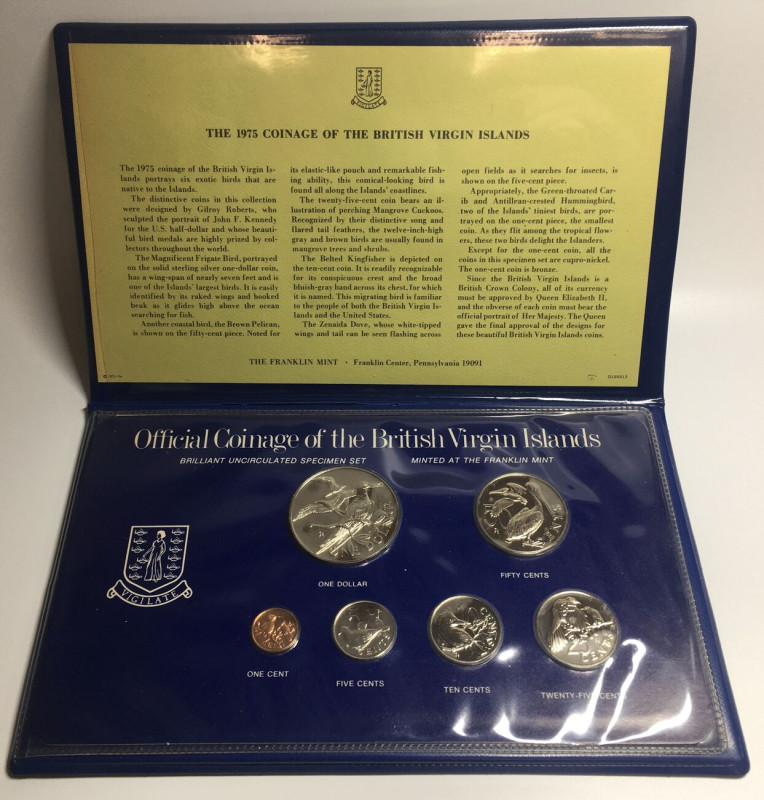 VIGILATE
THE 1975 COINAGE OF THE BRITISH VIRGIN ISLANDS
The 1975 coinage of the British Virgin Is-
lands portrays six exotic birds that are
native to the Islands.
The distinctive coins in this collection
were designed by Gilroy Roberts, who
sculpted the portrait of John F. Kennedy
for the U.S. half-dollar and whose beauti-
ful bird medals are highly prized by col-
lectors throughout the world.
The Magnificent Frigate Bird, portrayed
on the solid sterling silver one-dollar coin,
has a wing-span of nearly seven feet and is
one of the Islands' largest birds. It is easily
identified by its raked wings and hooked
beak as it glides high above the ocean
searching for fish.
Another coastal bird, the Brown Pelican,
is shown on the fifty-cent piece. Noted for
its elastic-like pouch and remarkable fish-
ing ability, this comical-looking bird is
found all along the Islands' coastlines.
The twenty-five-cent coin bears an il-
lustration of perching Mangrove Cuckoos.
Recognized by their distinctive song and
flared tail feathers, the twelve-inch-high
gray and brown birds are usually found in
mangrove trees and shrubs.
The Belted Kingfisher is depicted on
the ten-cent coin. It is readily recognizable
for its conspicuous crest and the broad
bluish-gray band across its chest, for which
it is named. This migrating bird is familiar
to the people of both the British Virgin Is-
lands and the United States.
The Zenaida Dove, whose white-tipped
wings and tail can be seen flashing across
open fields as it searches for insects, is
shown on the five-cent piece.
Appropriately, the Green-throated Car-
ib and Antillean-crested Hummingbird,
two of the Islands' tiniest birds, are por-
trayed on the one-cent piece, the smallest
coin. As they flit among the tropical flow-
ers, these two birds delight the Islanders.
Except for the one-cent coin, all the
coins in this specimen set are cupro-nickel.
The one-cent coin is bronze.
Since the British Virgin Islands is a
British Crown Colony, all of its currency
must be approved by Queen Elizabeth II,
and the obverse of each coin must bear the
official portrait of Her Majesty. The Queen
gave the final approval of the designs for
these beautiful British Virgin Islands coins.
THE FRANKLIN MINT • Franklin Center, Pennsylvania 19091
Official Coinage of the British Virgin Islands
BRILLIANT UNCIRCULATED SPECIMEN SET MINTED AT THE FRANKLIN MINT
VIGILATE
ONE DOLLAR
FIFTY CENTS
ONE CENT
FIVE CENTS
TEN CENTS
TWENTY-FIVE CENTS